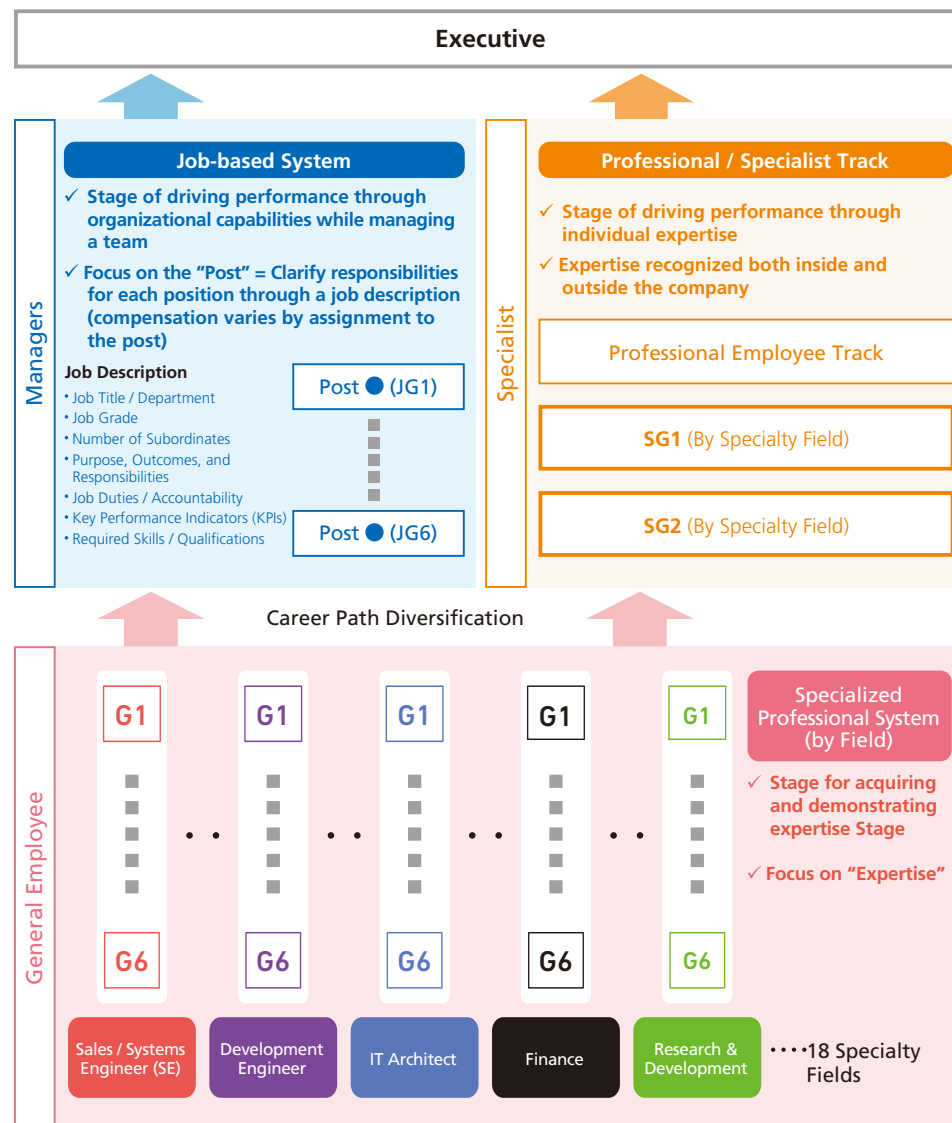 Executive
Managers
Job-based System
✓ Stage of driving performance through
organizational capabilities while managing
a team
✓ Focus on the “Post” = Clarify responsibilities
for each position through a job description
(compensation varies by assignment to
the post)
Job Description
• Job Title / Department
• Job Grade
• Number of Subordinates
• Purpose, Outcomes, and
Responsibilities
• Job Duties / Accountability
• Key Performance Indicators (KPIs)
• Required Skills / Qualifications
Post ● (JG1)
Post ● (JG6)
Specialist
Professional / Specialist Track
✓ Stage of driving performance through
individual expertise
✓ Expertise recognized both inside and
outside the company
Professional Employee Track
SG1 (By Specialty Field)
SG2 (By Specialty Field)
Career Path Diversification
General Employee
G1 G1 G1 G1 G1
G6 G6 G6 G6 G6
Specialized
Professional System
(by Field)
✓ Stage for acquiring
and demonstrating
expertise Stage
✓ Focus on “Expertise”
Sales / Systems
Engineer (SE)
Development
Engineer
IT Architect
Finance
Research &
Development
····18 Specialty
Fields